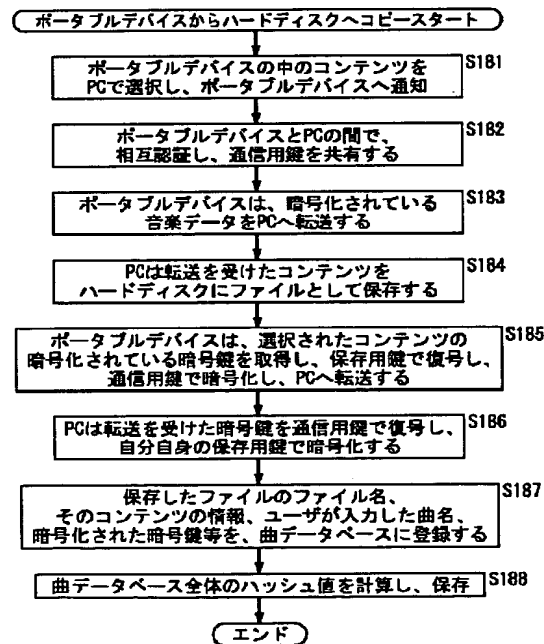 ポータブルデバイスからハードディスクへコピースタート
S181
ポータブルデバイスの中のコンテンツを
PCで選択し、ポータブルデバイスへ通知
S182
ポータブルデバイスとPCの間で、
相互認証し、通信用鍵を共有する
S183
ポータブルデバイスは、暗号化されている
音楽データをPCへ転送する
S184
PCは転送を受けたコンテンツを
ハードディスクにファイルとして保存する
S185
ポータブルデバイスは、選択されたコンテンツの
暗号化されている暗号鍵を取得し、保存用鍵で復号し、
通信用鍵で暗号化し、PCへ転送する
S186
PCは転送を受けた暗号鍵を通信用鍵で復号し、
自分自身の保存用鍵で暗号化する
S187
保存したファイルのファイル名、
そのコンテンツの情報、ユーザが入力した曲名、
暗号化された暗号鍵等を、曲データベースに登録する
S188
曲データベース全体のハッシュ値を計算し、保存
エンド